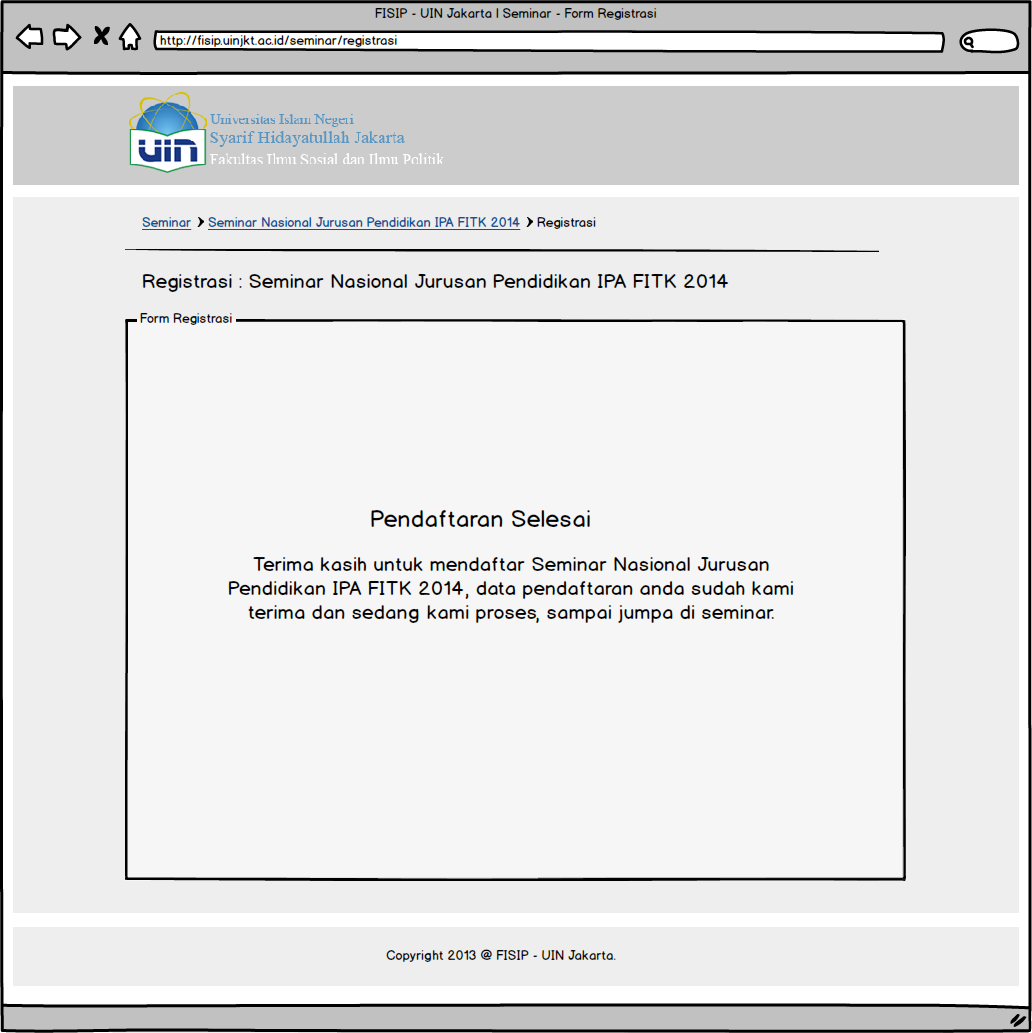 FISIP - UIN Jakarta | Seminar - Form Registrasi
http://fisip.uinjkt.ac.id/seminar/registrasi
Universitas Islam Negeri
Syarif Hidayatullah Jakarta
Fakultas Ilmu Sosial dan Ilmu Politik
UIN
Seminar Seminar Nasional Jurusan Pendidikan IPA FITK 2014 Registrasi
Registrasi : Seminar Nasional Jurusan Pendidikan IPA FITK 2014
Form Registrasi
Pendaftaran Selesai
Terima kasih untuk mendaftar Seminar Nasional Jurusan
Pendidikan IPA FITK 2014, data pendaftaran anda sudah kami
terima dan sedang kami proses, sampai jumpa di seminar.
Copyright 2013 @ FISIP - UIN Jakarta.